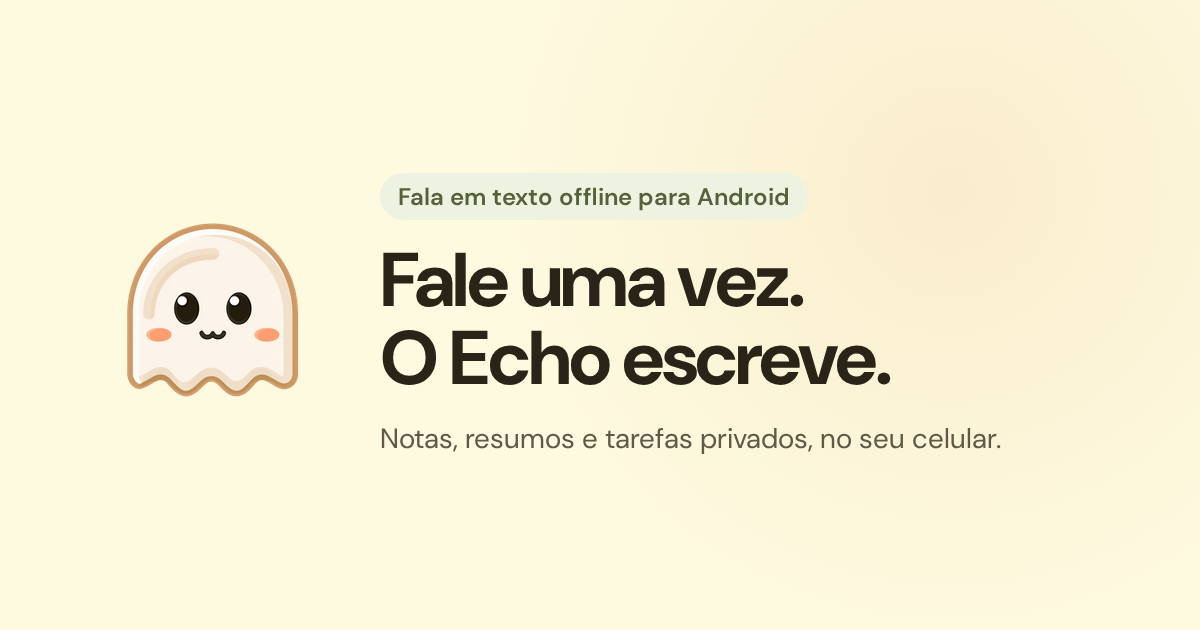 Fala em texto offline para Android
Fale uma vez.
O Echo escreve.
Notas, resumos e tarefas privados, no seu celular.